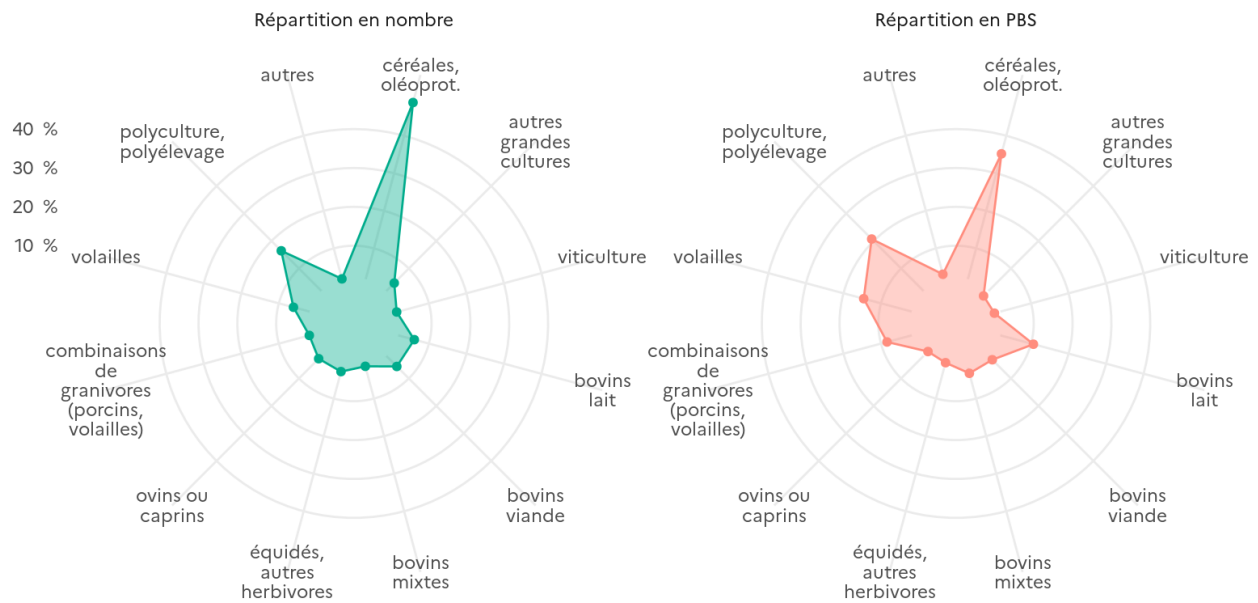 Répartition en nombre
céréales,
oléoprot.
autres
autres
grandes
cultures
polyculture,
polyélevage
40 %
30 %
20 %
10 %
volailles
viticulture
combinaisons
de
granivores
(porcins,
volailles)
bovins
lait
ovins ou
caprins
bovins
viande
équidés,
autres
herbivores
bovins
mixtes
Répartition en PBS
céréales,
oléoprot.
autres
autres
grandes
cultures
polyculture,
polyélevage
volailles
viticulture
combinaisons
de
granivores
(porcins,
volailles)
bovins
lait
ovins ou
caprins
bovins
viande
équidés,
autres
herbivores
bovins
mixtes